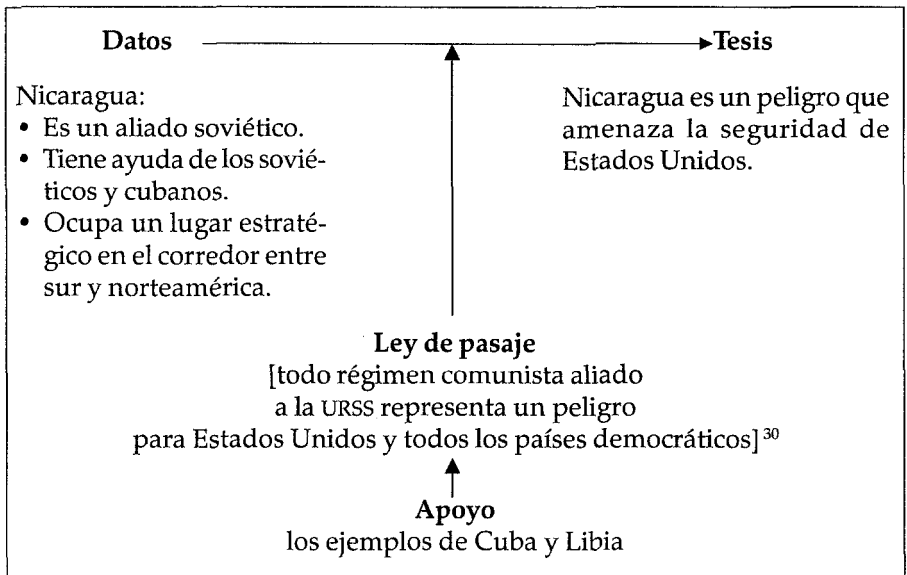 Datos Tesis
Nicaragua:
• Es un aliado soviético.
• Tiene ayuda de los sovié-
ticos y cubanos.
• Ocupa un lugar estraté-
gico en el corredor entre
sur y norteamérica.
Nicaragua es un peligro que
amenaza la seguridad de
Estados Unidos.
Ley de pasaje
[todo régimen comunista aliado
a la URSS representa un peligro
para Estados Unidos y todos los países democráticos]³⁰
Apoyo
los ejemplos de Cuba y Libia